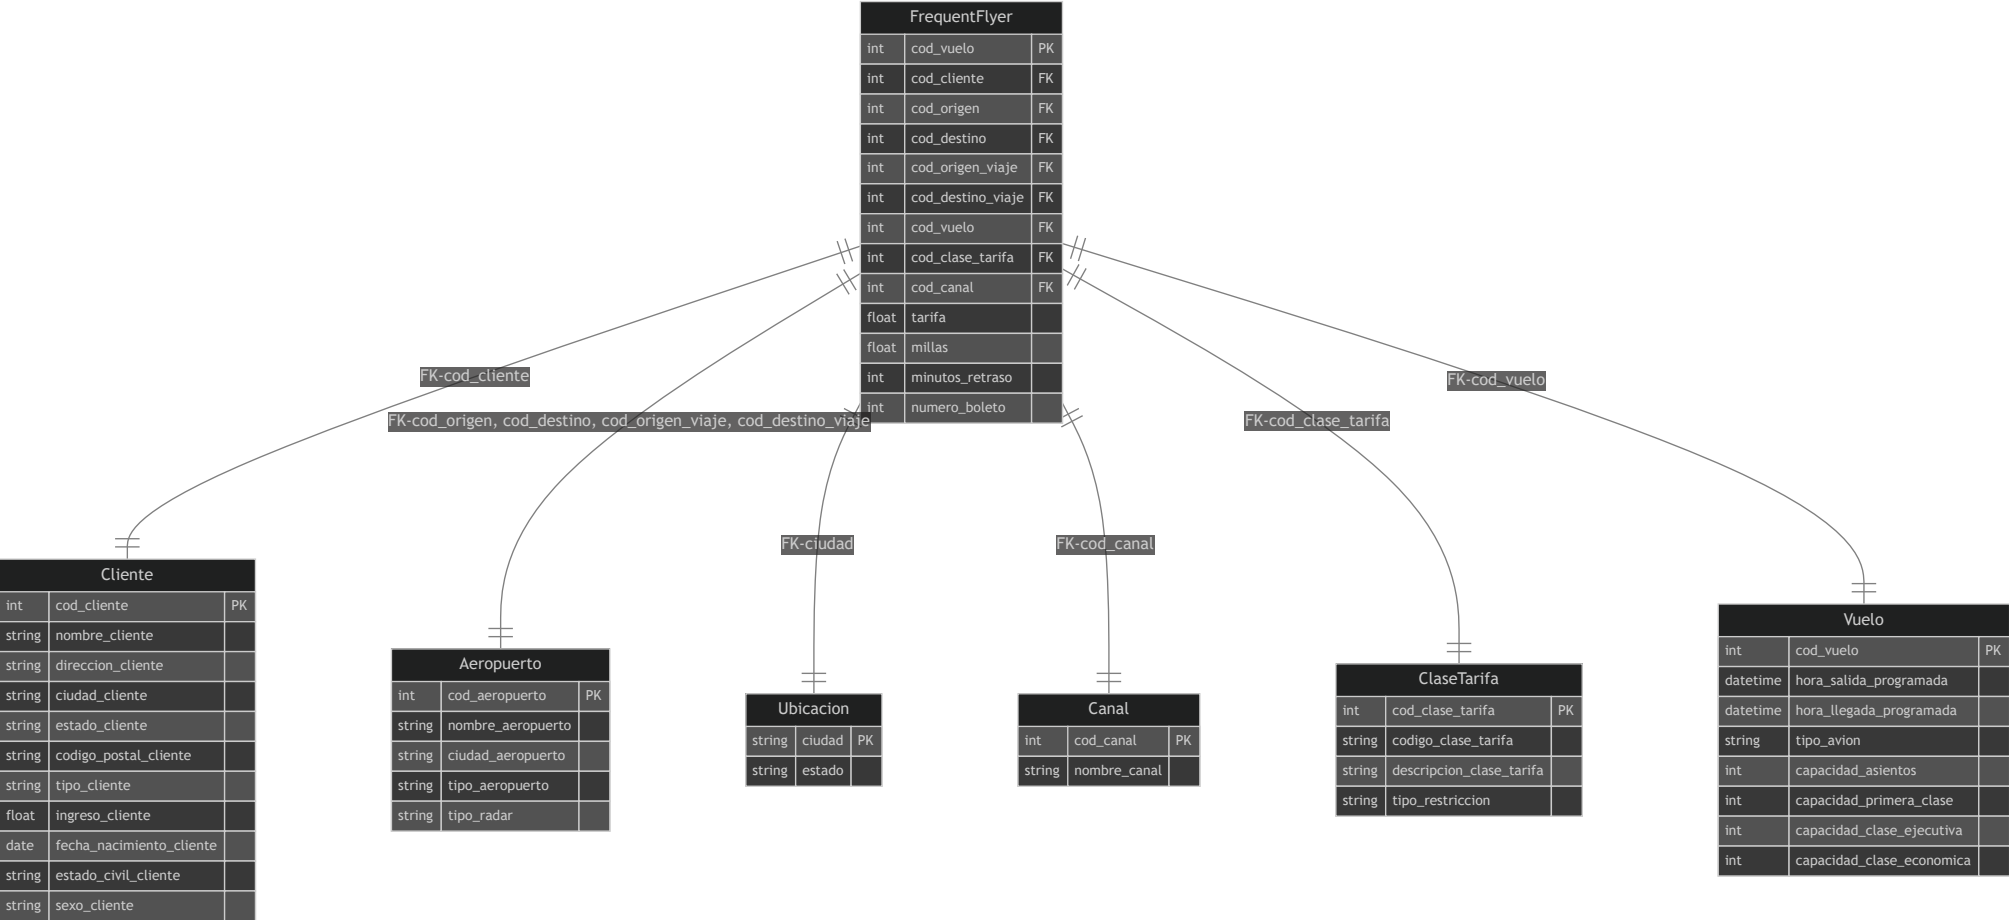 FrequentFlyer
int cod_vuelo PK
int cod_cliente FK
int cod_origen FK
int cod_destino FK
int cod_origen_viaje FK
int cod_destino_viaje FK
int cod_vuelo FK
int cod_clase_tarifa FK
int cod_canal FK
float tarifa
float millas
int minutos_retraso
int numero_boleto
FK-cod_cliente
FK-cod_vuelo
FK-cod_origen, cod_destino, cod_origen_viaje, cod_destino_viaje
FK-cod_clase_tarifa
FK-ciudad
FK-cod_canal
Cliente
int cod_cliente PK
string nombre_cliente
string direccion_cliente
string ciudad_cliente
string estado_cliente
string codigo_postal_cliente
string tipo_cliente
float ingreso_cliente
date fecha_nacimiento_cliente
string estado_civil_cliente
string sexo_cliente
Aeropuerto
int cod_aeropuerto PK
string nombre_aeropuerto
string ciudad_aeropuerto
string tipo_aeropuerto
string tipo_radar
Ubicacion
string ciudad PK
string estado
Canal
int cod_canal PK
string nombre_canal
ClaseTarifa
int cod_clase_tarifa PK
string codigo_clase_tarifa
string descripcion_clase_tarifa
string tipo_restriccion
Vuelo
int cod_vuelo PK
datetime hora_salida_programada
datetime hora_llegada_programada
string tipo_avion
int capacidad_asientos
int capacidad_primera_clase
int capacidad_clase_ejecutiva
int capacidad_clase_economica